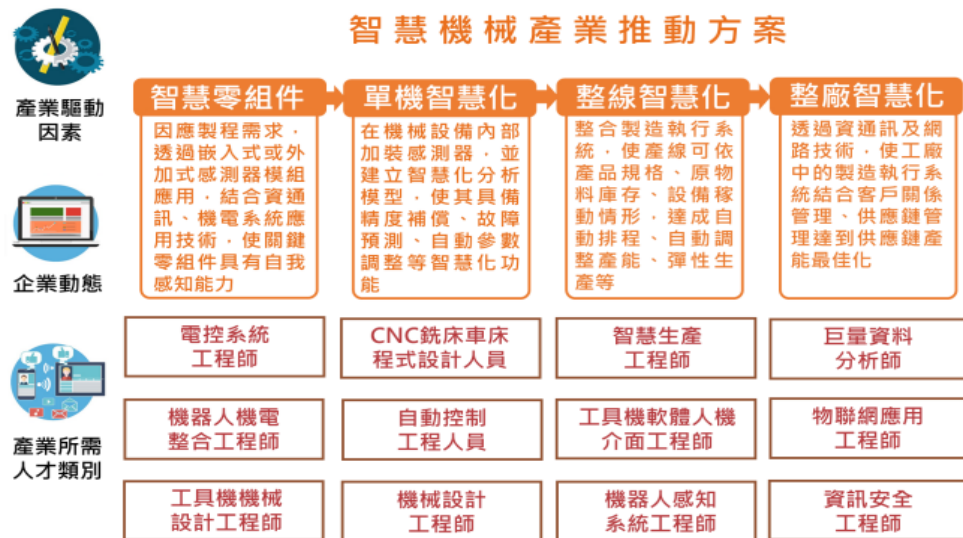 智慧機械產業推動方案
產業驅動
因素
企業動態
產業所需
人才類別
智慧零組件
因應製程需求，
透過嵌入式或外
加式感測器模組
應用，結合資通
訊、機電系統應
用技術，使關鍵
零組件具有自我
感知能力
單機智慧化
在機械設備內部
加裝感測器，並
建立智慧化分析
模型，使其具備
精度補償、故障
預測、自動參數
調整等智慧化功
能
整線智慧化
整合製造執行系
統，使產線可依
產品規格、原物
料庫存、設備稼
動情形，達成自
動排程、自動調
整產能、彈性生
產等
整廠智慧化
透過資通訊及網
路技術，使工廠
中的製造執行系
統結合客戶關係
管理、供應鏈管
理達到供應鏈產
能最佳化
電控系統
工程師
CNC銑床車床
程式設計人員
智慧生產
工程師
巨量資料
分析師
機器人機電
整合工程師
自動控制
工程人員
工具機軟體人機
介面工程師
物聯網應用
工程師
工具機機械
設計工程師
機械設計
工程師
機器人感知
系統工程師
資訊安全
工程師